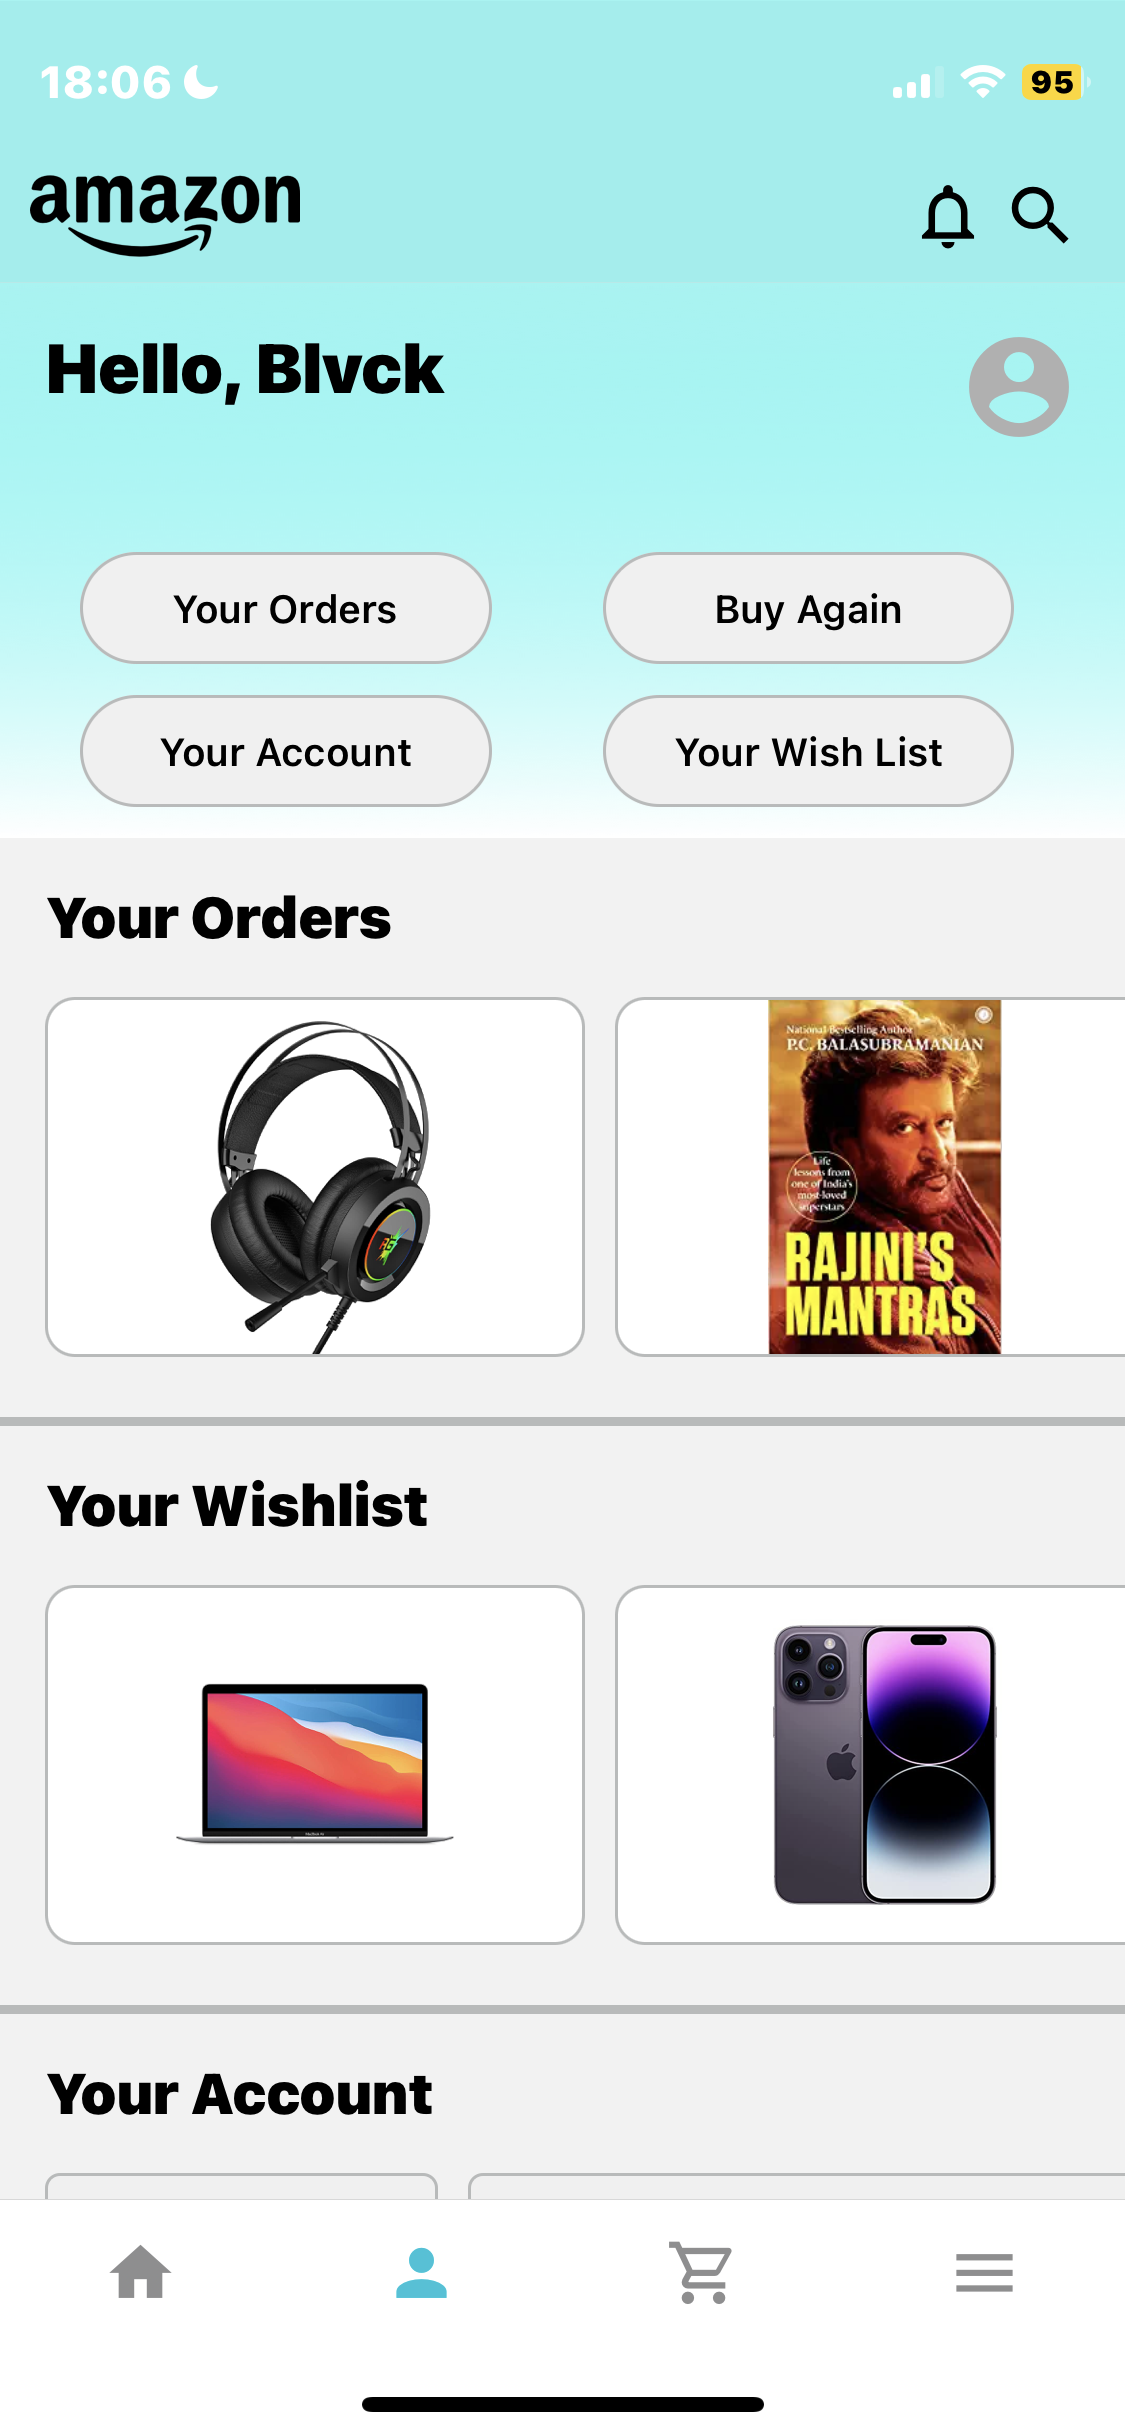 18:06
95
amazon
Hello, Blvck
Your Orders
Buy Again
Your Account
Your Wish List
Your Orders
National Bestselling Author
P.C. BALASUBRAMANIAN
Life
lessons from
one of India's
most-loved
superstars
RAJINI'S
MANTRAS
Your Wishlist
Your Account